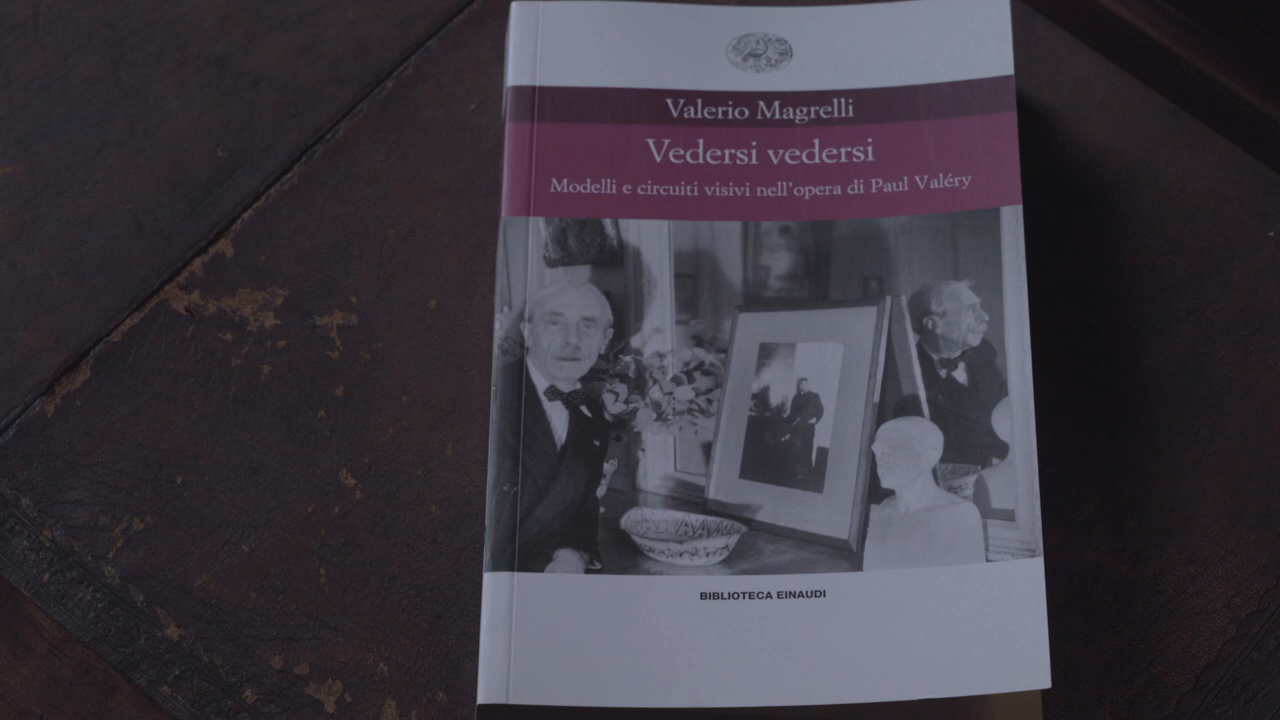 Valerio Magrelli
Vedersi vedersi
Modelli e circuiti visivi nell'opera di Paul Valéry
BIBLIOTECA EINAUDI